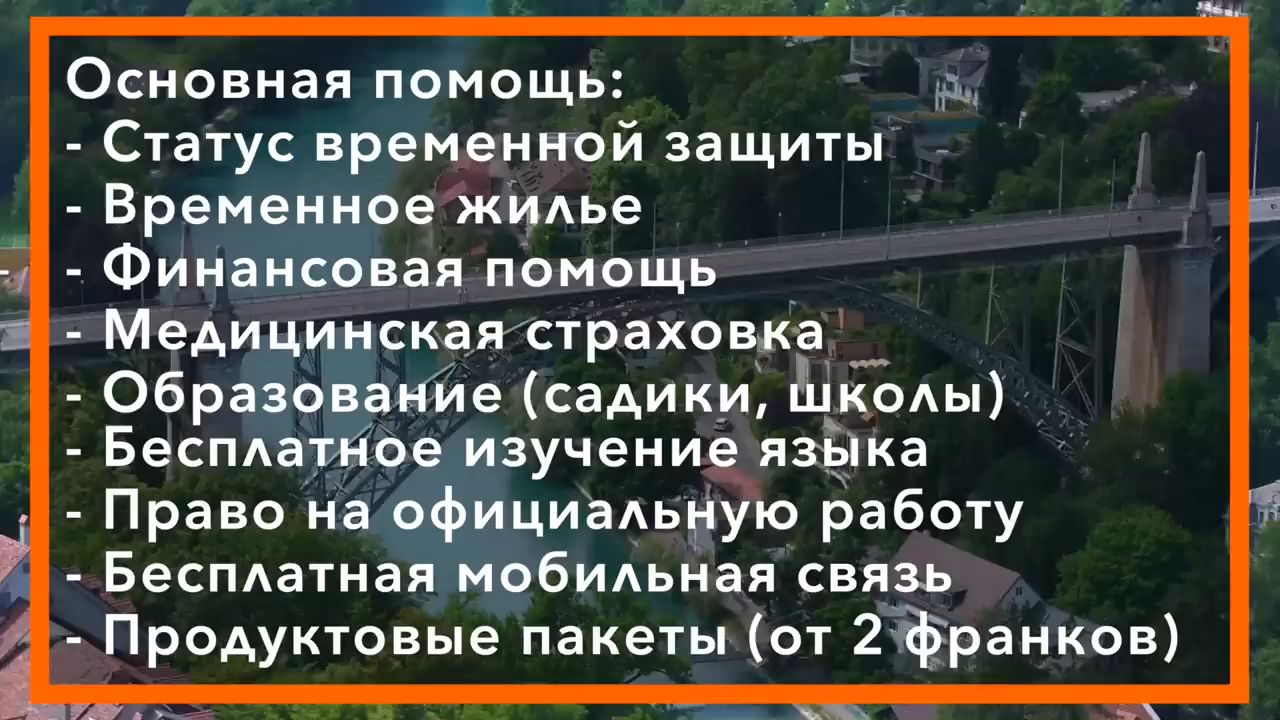 Основная помощь:
- Статус временной защиты
- Временное жилье
- Финансовая помощь
- Медицинская страховка
- Образование (садики, школы)
- Бесплатное изучение языка
- Право на официальную работу
- Бесплатная мобильная связь
- Продуктовые пакеты (от 2 франков)